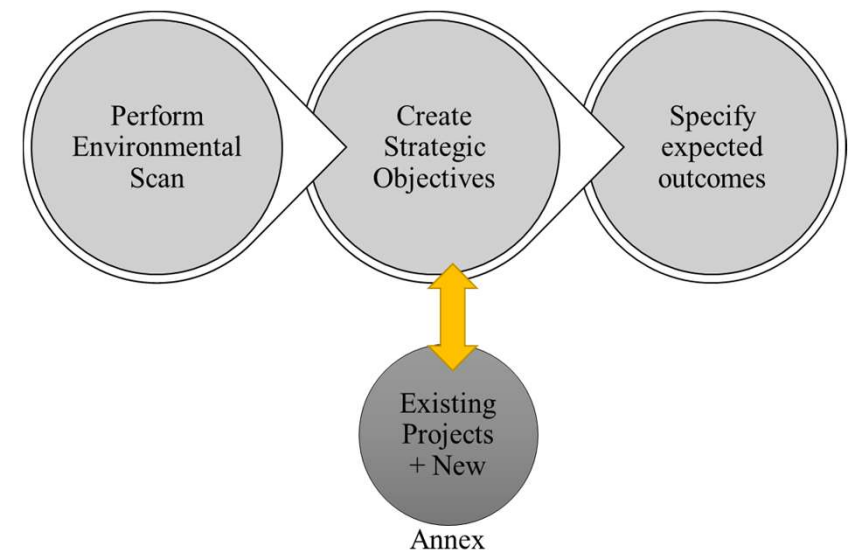 Perform
Environmental
Scan
Create
Strategic
Objectives
Specify
expected
outcomes
Existing
Projects
+ New
Annex